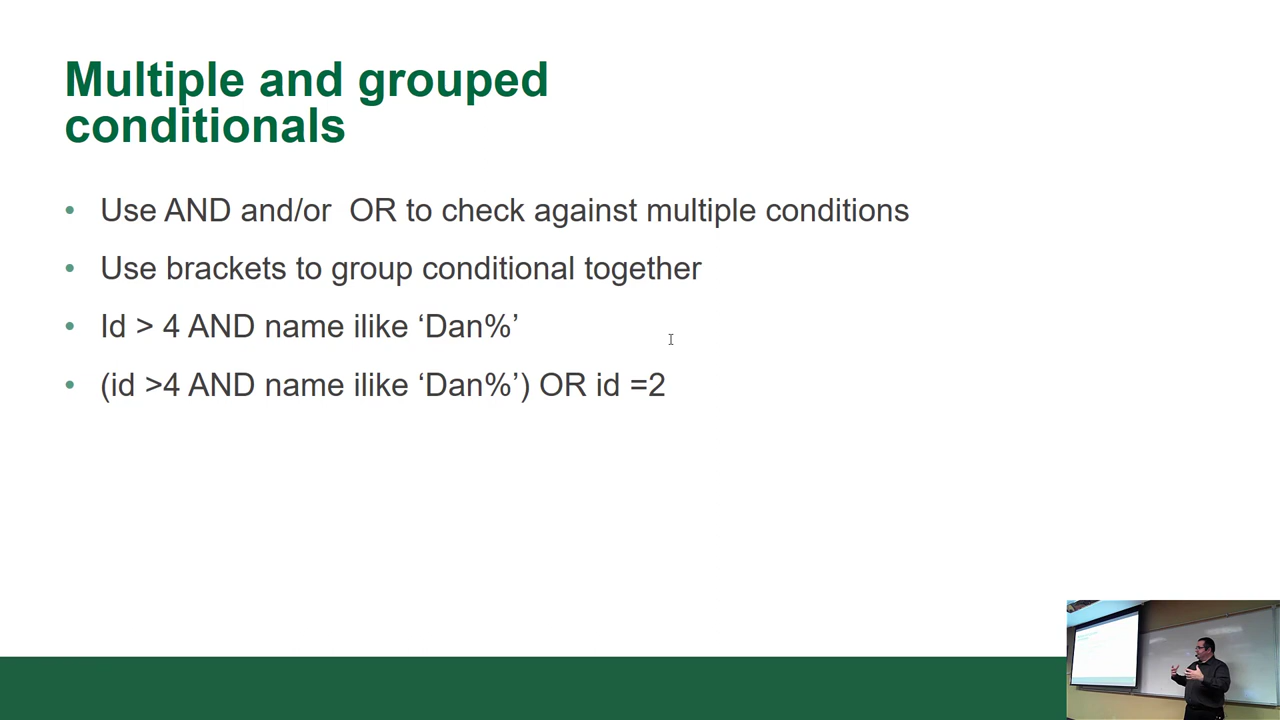 Multiple and grouped
conditionals
• Use AND and/or  OR to check against multiple conditions
• Use brackets to group conditional together
• Id > 4 AND name ilike ‘Dan%’
• (id >4 AND name ilike ‘Dan%’) OR id =2